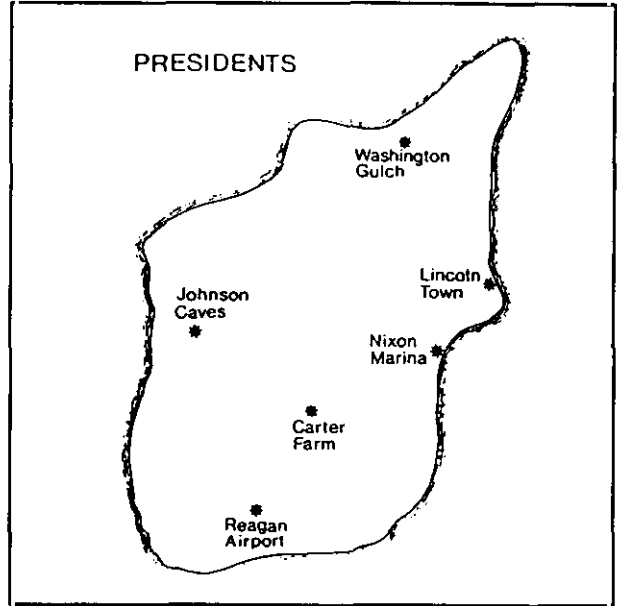 PRESIDENTS
Washington
Gulch
Lincoln
Town
Johnson
Caves
Nixon
Marina
Carter
Farm
Reagan
Airport